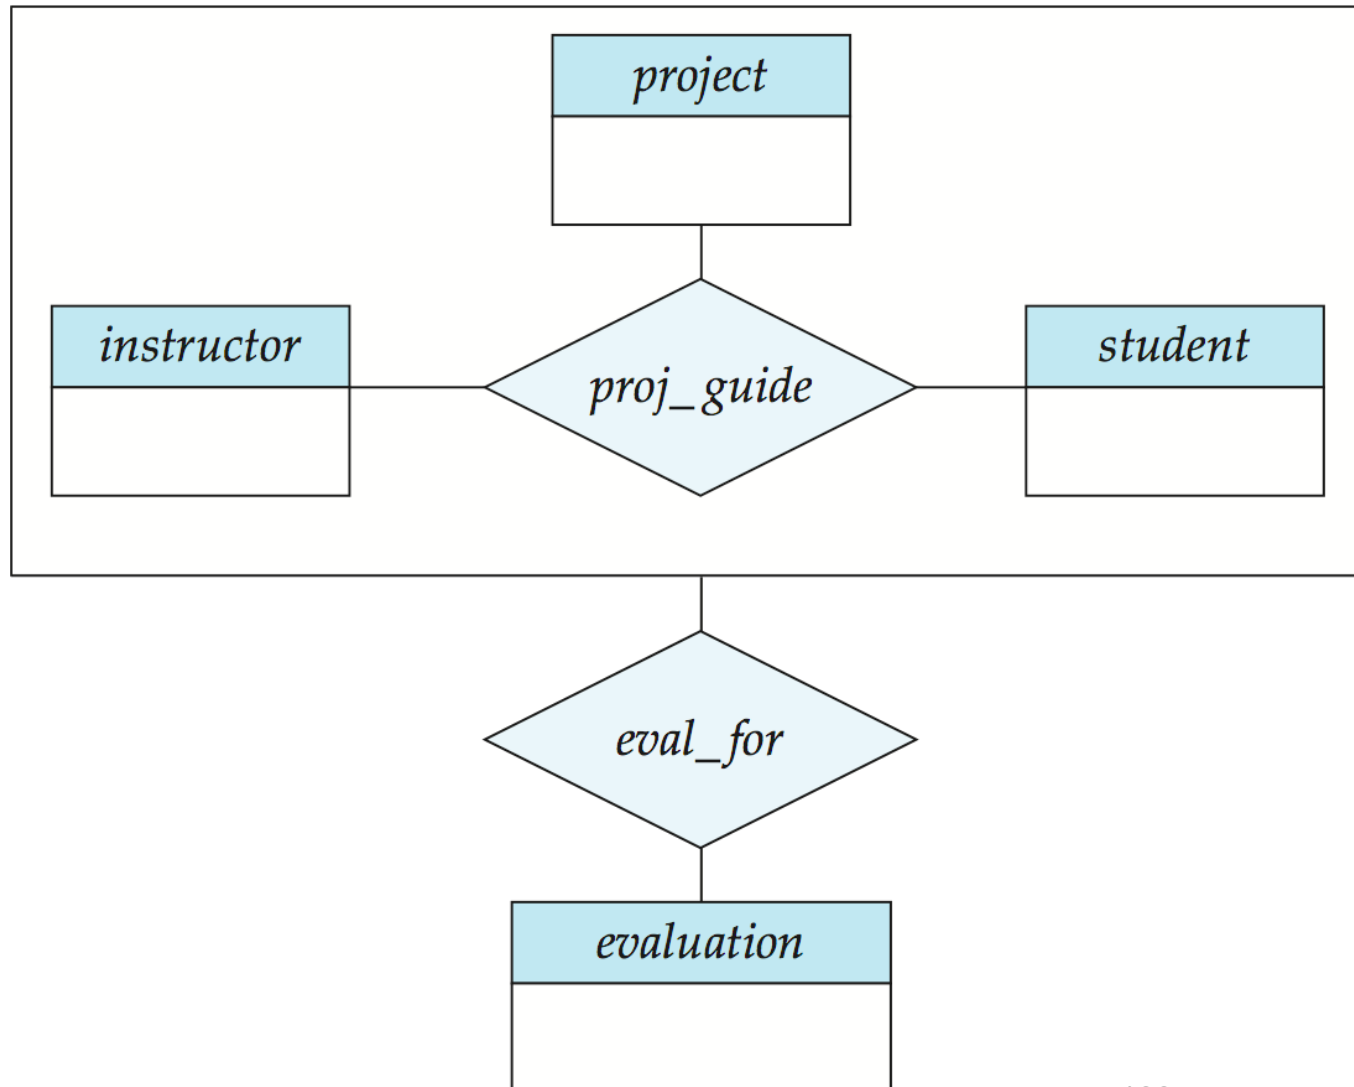 project
instructor
student
proj_guide
eval_for
evaluation